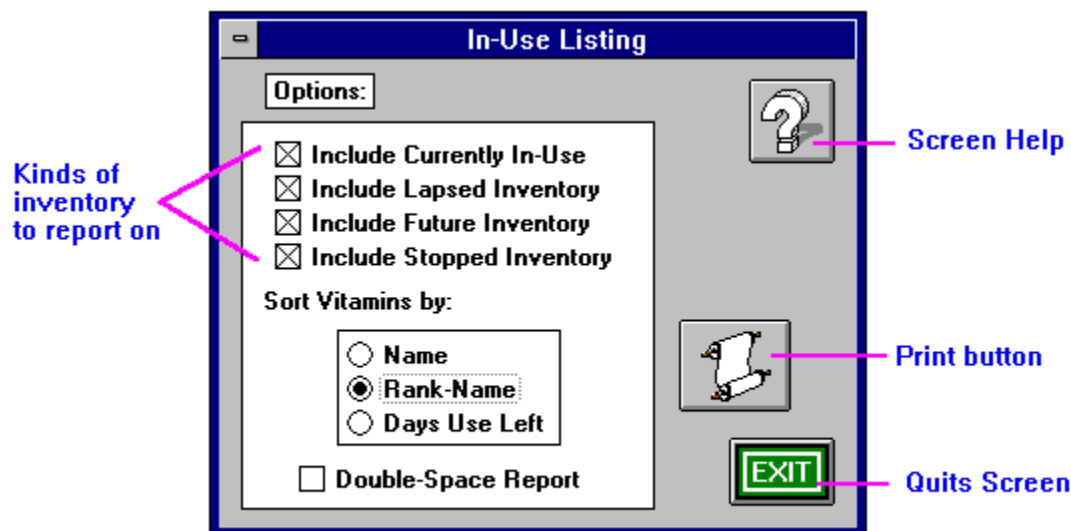 In-Use Listing
Options:
Include Currently In-Use
Include Lapsed Inventory
Include Future Inventory
Include Stopped Inventory
Sort Vitamins by:
Name
Rank-Name
Days Use Left
Double-Space Report
EXIT
Kinds of
inventory
to report on
Screen Help
Print button
Quits Screen